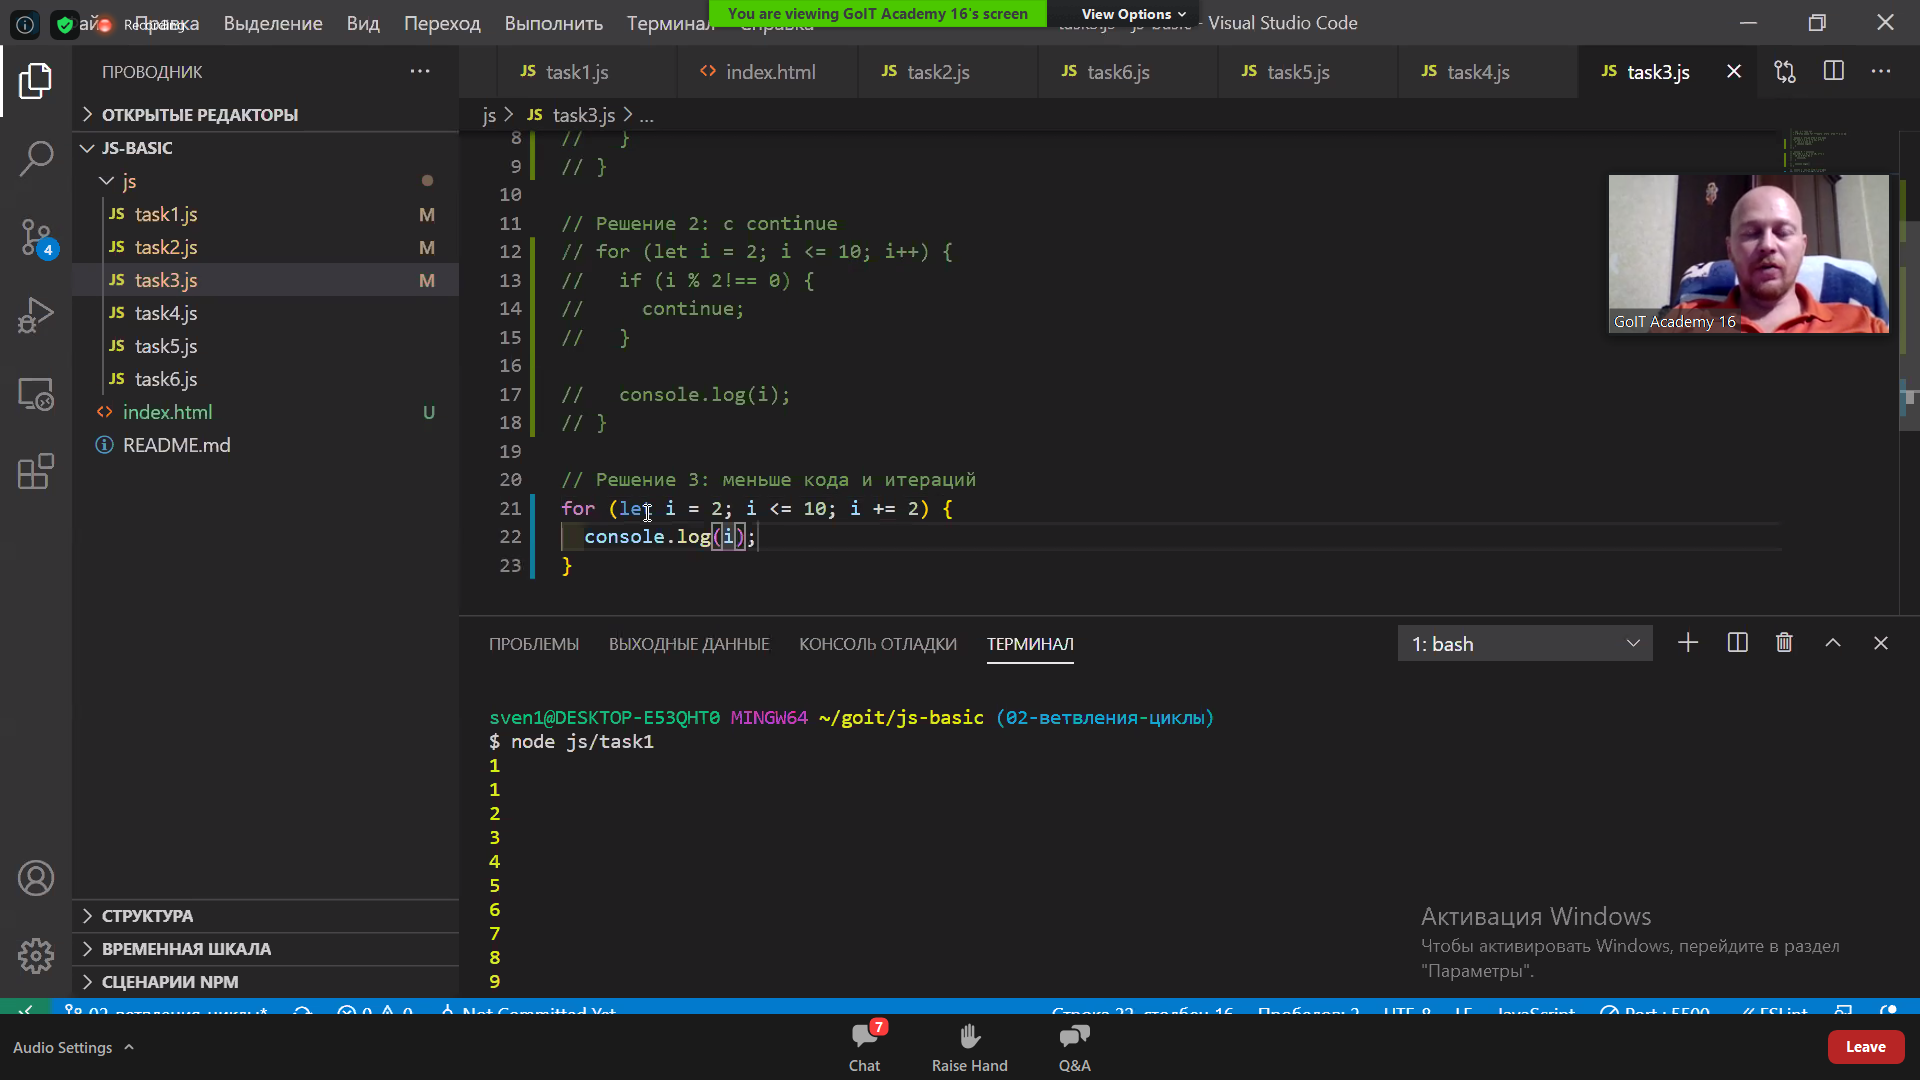 Правка Выделение Вид Переход Выполнить Терминал
You are viewing GoIT Academy 16's screen
View Options
Visual Studio Code
ПРОВОДНИК
ОТКРЫТЫЕ РЕДАКТОРЫ
JS-BASIC
js
JS task1.js M
JS task2.js M
JS task3.js M
JS task4.js
JS task5.js
JS task6.js
index.html U
README.md
4
СТРУКТУРА
ВРЕМЕННАЯ ШКАЛА
СЦЕНАРИИ NPM
JS task1.js
index.html
JS task2.js
JS task6.js
JS task5.js
JS task4.js
JS task3.js
js > JS task3.js > ...
8 //   }
9 // }
10
11 // Решение 2: с continue
12 // for (let i = 2; i <= 10; i++) {
13 //   if (i % 2!== 0) {
14 //     continue;
15 //   }
16
17 //   console.log(i);
18 // }
19
20 // Решение 3: меньше кода и итераций
21 for (let i = 2; i <= 10; i += 2) {
22   console.log(i);
23 }
GoIT Academy 16
ПРОБЛЕМЫ ВЫХОДНЫЕ ДАННЫЕ КОНСОЛЬ ОТЛАДКИ ТЕРМИНАЛ
1: bash
sven1@DESKTOP-E53QHT0 MINGW64 ~/goit/js-basic (02-ветвления-циклы)
$ node js/task1
1
1
2
3
4
5
6
7
8
9
Активация Windows
Чтобы активировать Windows, перейдите в раздел
"Параметры".
Audio Settings
7
Chat
Raise Hand
Q&A
Leave